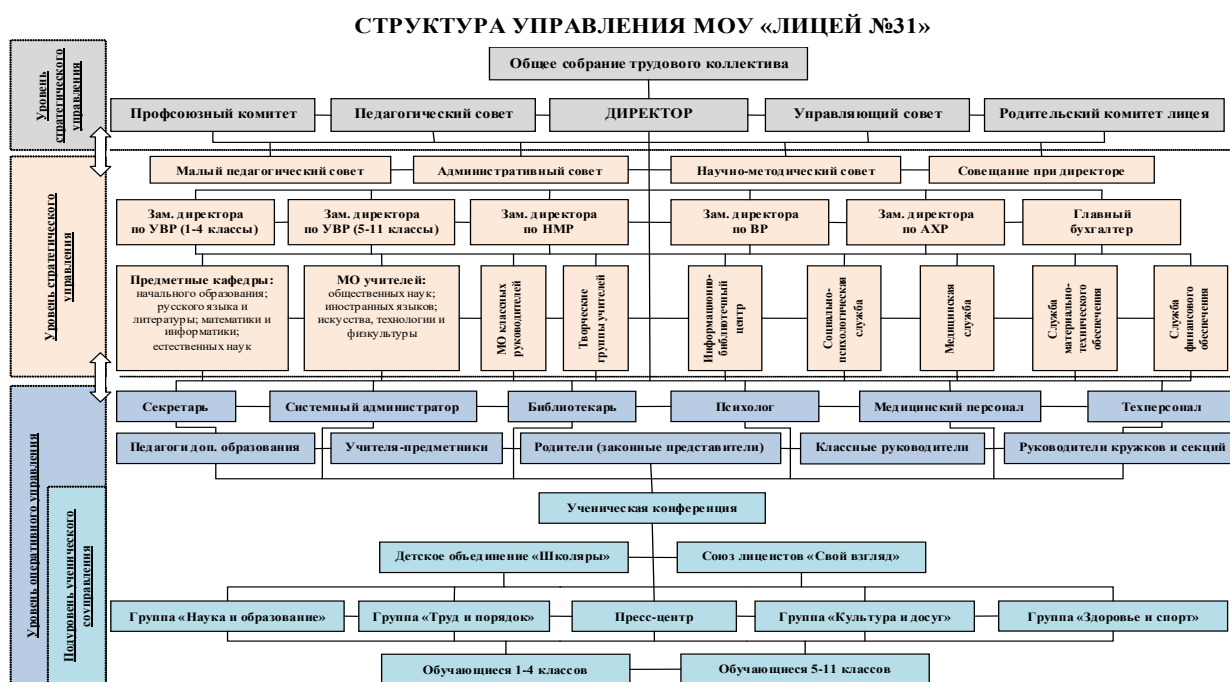 СТРУКТУРА УПРАВЛЕНИЯ МОУ «ЛИЦЕЙ №31»
Уровень
стратегического
управления
Общее собрание трудового коллектива
Профсоюзный комитет
Педагогический совет
ДИРЕКТОР
Управляющий совет
Родительский комитет лицея
Уровень стратегического
управления
Малый педагогический совет
Административный совет
Научно-методический совет
Совещание при директоре
Зам. директора
по УВР (1-4 классы)
Зам. директора
по УВР (5-11 классы)
Зам. директора
по НМР
Зам. директора
по ВР
Зам. директора
по АХР
Главный
бухгалтер
Предметные кафедры:
начального образования;
русского языка и
литературы; математики и
информатики;
естественных наук
МО учителей:
общественных наук;
иностранных языков;
искусства, технологии и
физкультуры
МО классных
руководителей
Творческие
группы учителей
Информационно-
библиотечный
центр
Социально-
психологическая
служба
Медицинская
служба
Служба
материально-
технического
обеспечения
Служба
финансового
обеспечения
Уровень оперативного управления
Секретарь
Системный администратор
Библиотекарь
Психолог
Медицинский персонал
Техперсонал
Педагоги доп. образования
Учителя-предметники
Родители (законные представители)
Классные руководители
Руководители кружков и секций
Подуровень ученического
соуправления
Ученическая конференция
Детское объединение «Школяры»
Союз лицеистов «Свой взгляд»
Группа «Наука и образование»
Группа «Труд и порядок»
Пресс-центр
Группа «Культура и досуг»
Группа «Здоровье и спорт»
Обучающиеся 1-4 классов
Обучающиеся 5-11 классов